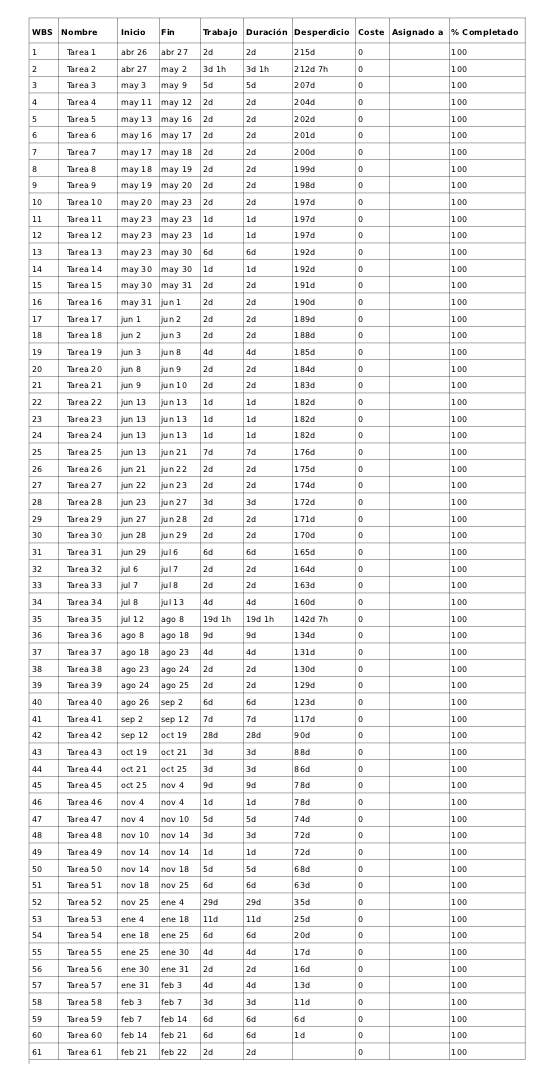 WBS Nombre Inicio Fin Trabajo Duración Desperdicio Coste Asignado a % Completado
1 Tarea 1 abr 26 abr 27 2d 2d 215d 0 100
2 Tarea 2 abr 27 may 2 3d 1h 3d 1h 212d 7h 0 100
3 Tarea 3 may 3 may 9 5d 5d 207d 0 100
4 Tarea 4 may 11 may 12 2d 2d 204d 0 100
5 Tarea 5 may 13 may 16 2d 2d 202d 0 100
6 Tarea 6 may 16 may 17 2d 2d 201d 0 100
7 Tarea 7 may 17 may 18 2d 2d 200d 0 100
8 Tarea 8 may 18 may 19 2d 2d 199d 0 100
9 Tarea 9 may 19 may 20 2d 2d 198d 0 100
10 Tarea 10 may 20 may 23 2d 2d 197d 0 100
11 Tarea 11 may 23 may 23 1d 1d 197d 0 100
12 Tarea 12 may 23 may 23 1d 1d 197d 0 100
13 Tarea 13 may 23 may 30 6d 6d 192d 0 100
14 Tarea 14 may 30 may 30 1d 1d 192d 0 100
15 Tarea 15 may 30 may 31 2d 2d 191d 0 100
16 Tarea 16 may 31 jun 1 2d 2d 190d 0 100
17 Tarea 17 jun 1 jun 2 2d 2d 189d 0 100
18 Tarea 18 jun 2 jun 3 2d 2d 188d 0 100
19 Tarea 19 jun 3 jun 8 4d 4d 185d 0 100
20 Tarea 20 jun 8 jun 9 2d 2d 184d 0 100
21 Tarea 21 jun 9 jun 10 2d 2d 183d 0 100
22 Tarea 22 jun 13 jun 13 1d 1d 182d 0 100
23 Tarea 23 jun 13 jun 13 1d 1d 182d 0 100
24 Tarea 24 jun 13 jun 13 1d 1d 182d 0 100
25 Tarea 25 jun 13 jun 21 7d 7d 176d 0 100
26 Tarea 26 jun 21 jun 22 2d 2d 175d 0 100
27 Tarea 27 jun 22 jun 23 2d 2d 174d 0 100
28 Tarea 28 jun 23 jun 27 3d 3d 172d 0 100
29 Tarea 29 jun 27 jun 28 2d 2d 171d 0 100
30 Tarea 30 jun 28 jun 29 2d 2d 170d 0 100
31 Tarea 31 jun 29 jul 6 6d 6d 165d 0 100
32 Tarea 32 jul 6 jul 7 2d 2d 164d 0 100
33 Tarea 33 jul 7 jul 8 2d 2d 163d 0 100
34 Tarea 34 jul 8 jul 13 4d 4d 160d 0 100
35 Tarea 35 jul 12 ago 8 19d 1h 19d 1h 142d 7h 0 100
36 Tarea 36 ago 8 ago 18 9d 9d 134d 0 100
37 Tarea 37 ago 18 ago 23 4d 4d 131d 0 100
38 Tarea 38 ago 23 ago 24 2d 2d 130d 0 100
39 Tarea 39 ago 24 ago 25 2d 2d 129d 0 100
40 Tarea 40 ago 26 sep 2 6d 6d 123d 0 100
41 Tarea 41 sep 2 sep 12 7d 7d 117d 0 100
42 Tarea 42 sep 12 oct 19 28d 28d 90d 0 100
43 Tarea 43 oct 19 oct 21 3d 3d 88d 0 100
44 Tarea 44 oct 21 oct 25 3d 3d 86d 0 100
45 Tarea 45 oct 25 nov 4 9d 9d 78d 0 100
46 Tarea 46 nov 4 nov 4 1d 1d 78d 0 100
47 Tarea 47 nov 4 nov 10 5d 5d 74d 0 100
48 Tarea 48 nov 10 nov 14 3d 3d 72d 0 100
49 Tarea 49 nov 14 nov 14 1d 1d 72d 0 100
50 Tarea 50 nov 14 nov 18 5d 5d 68d 0 100
51 Tarea 51 nov 18 nov 25 6d 6d 63d 0 100
52 Tarea 52 nov 25 ene 4 29d 29d 35d 0 100
53 Tarea 53 ene 4 ene 18 11d 11d 25d 0 100
54 Tarea 54 ene 18 ene 25 6d 6d 20d 0 100
55 Tarea 55 ene 25 ene 30 4d 4d 17d 0 100
56 Tarea 56 ene 30 ene 31 2d 2d 16d 0 100
57 Tarea 57 ene 31 feb 3 4d 4d 13d 0 100
58 Tarea 58 feb 3 feb 7 3d 3d 11d 0 100
59 Tarea 59 feb 7 feb 14 6d 6d 6d 0 100
60 Tarea 60 feb 14 feb 21 6d 6d 1d 0 100
61 Tarea 61 feb 21 feb 22 2d 2d 0 100